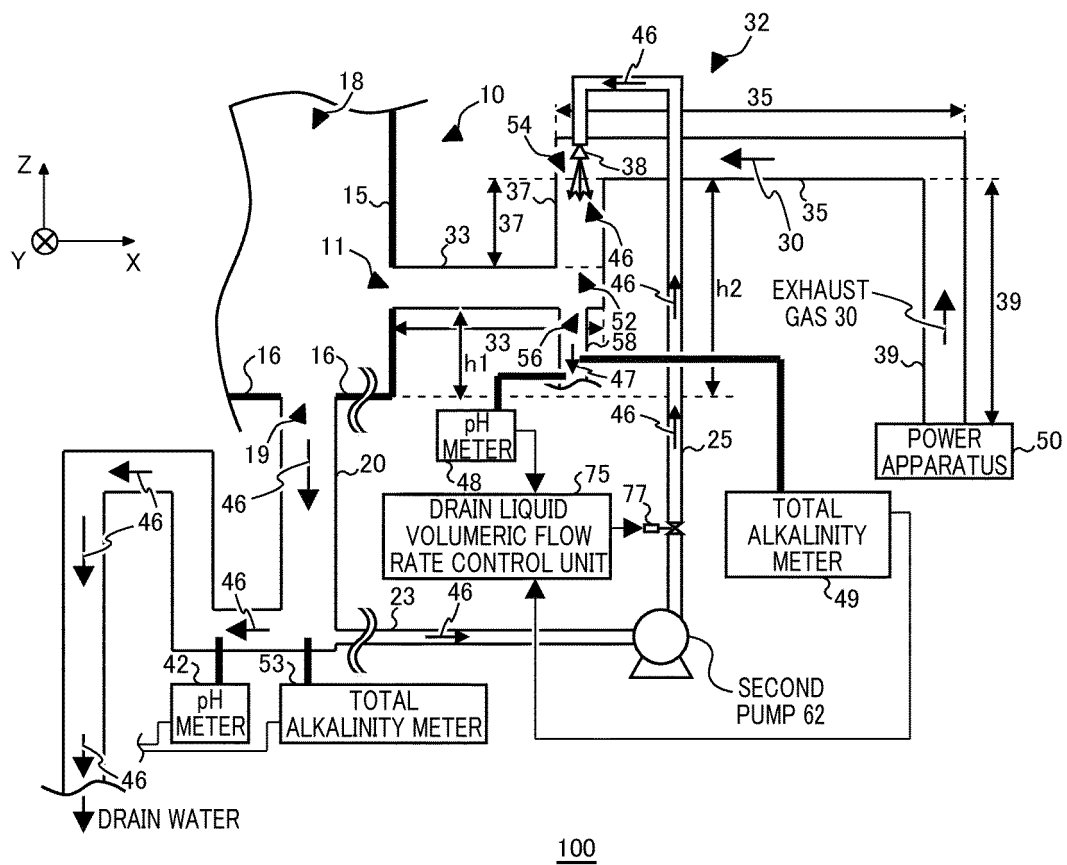 46
32
18
10
35
54
38
Z
15
37
37
35
30
Y
X
11
33
46
46
h2
EXHAUST
GAS 30
39
52
33
h1
56
58
39
16
16
47
46
25
pH
METER
POWER
APPARATUS
50
19
20
48
75
46
46
DRAIN LIQUID
VOLUMERIC FLOW
RATE CONTROL UNIT
77
TOTAL
ALKALINITY
METER
49
46
23
46
42
53
pH
METER
TOTAL
ALKALINITY METER
SECOND
PUMP 62
46
DRAIN WATER
100